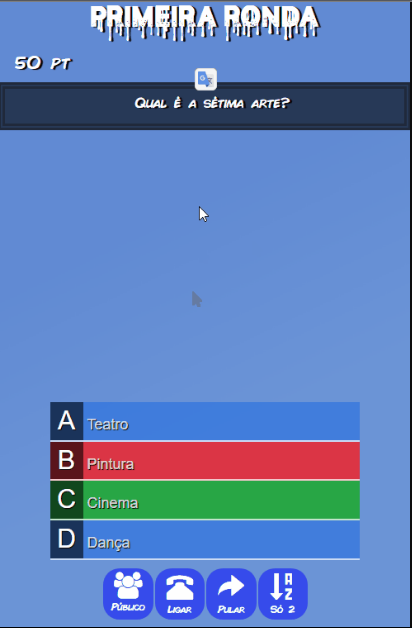 PRIMEIRA RONDA
50 PT
Qual é a sétima arte?
A Teatro
B Pintura
C Cinema
D Dança
Público
Ligar
Pular
Só 2